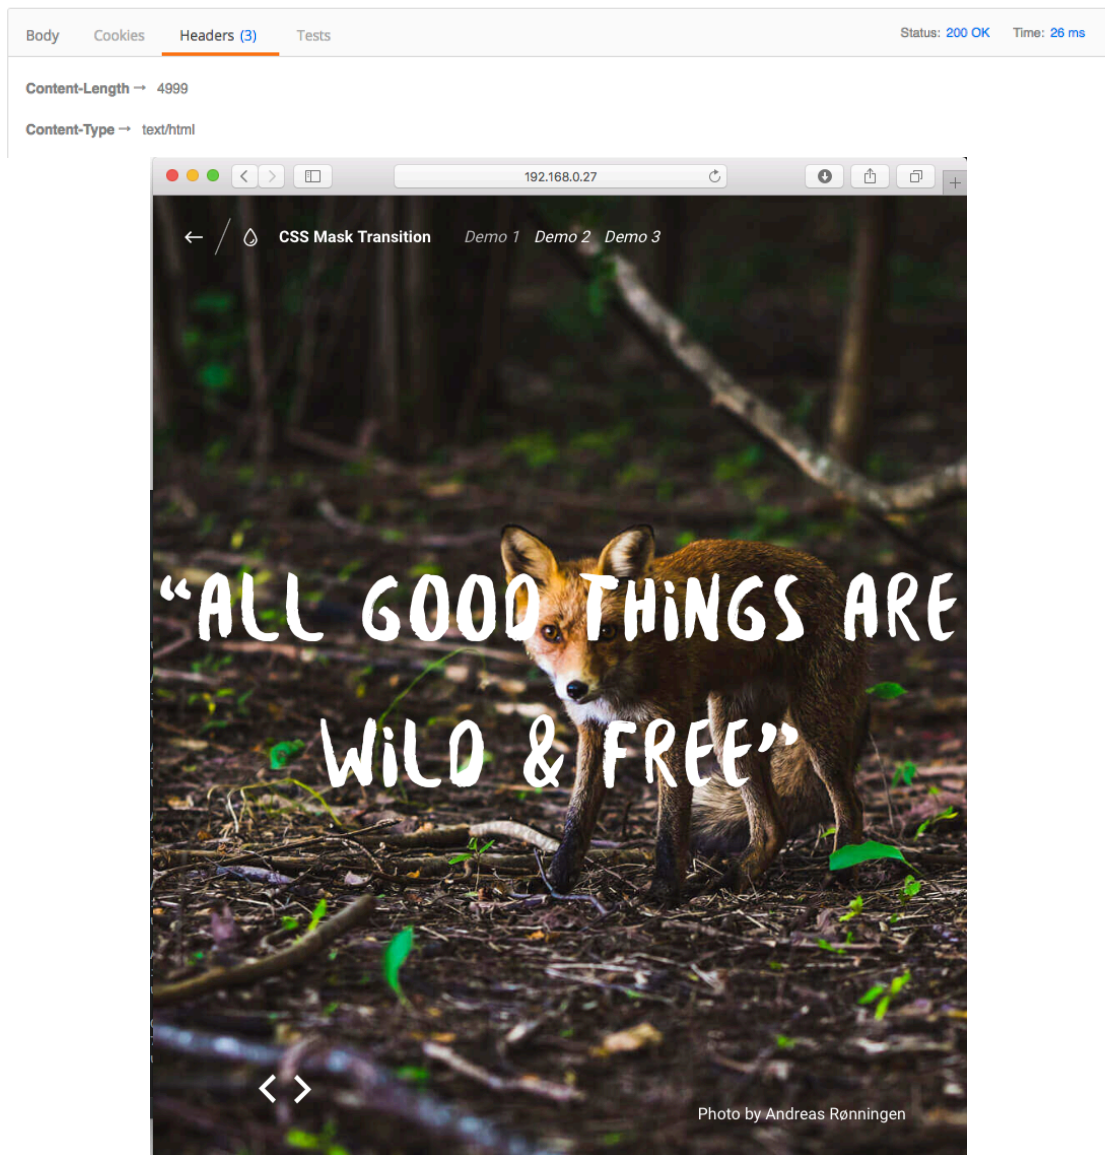 Body Cookies Headers (3) Tests Status: 200 OK Time: 26 ms
Content-Length → 4999
Content-Type → text/html
192.168.0.27
CSS Mask Transition Demo 1 Demo 2 Demo 3
“ALL GOOD THiNGS ARE
WiLD & FREE”
Photo by Andreas Rønningen